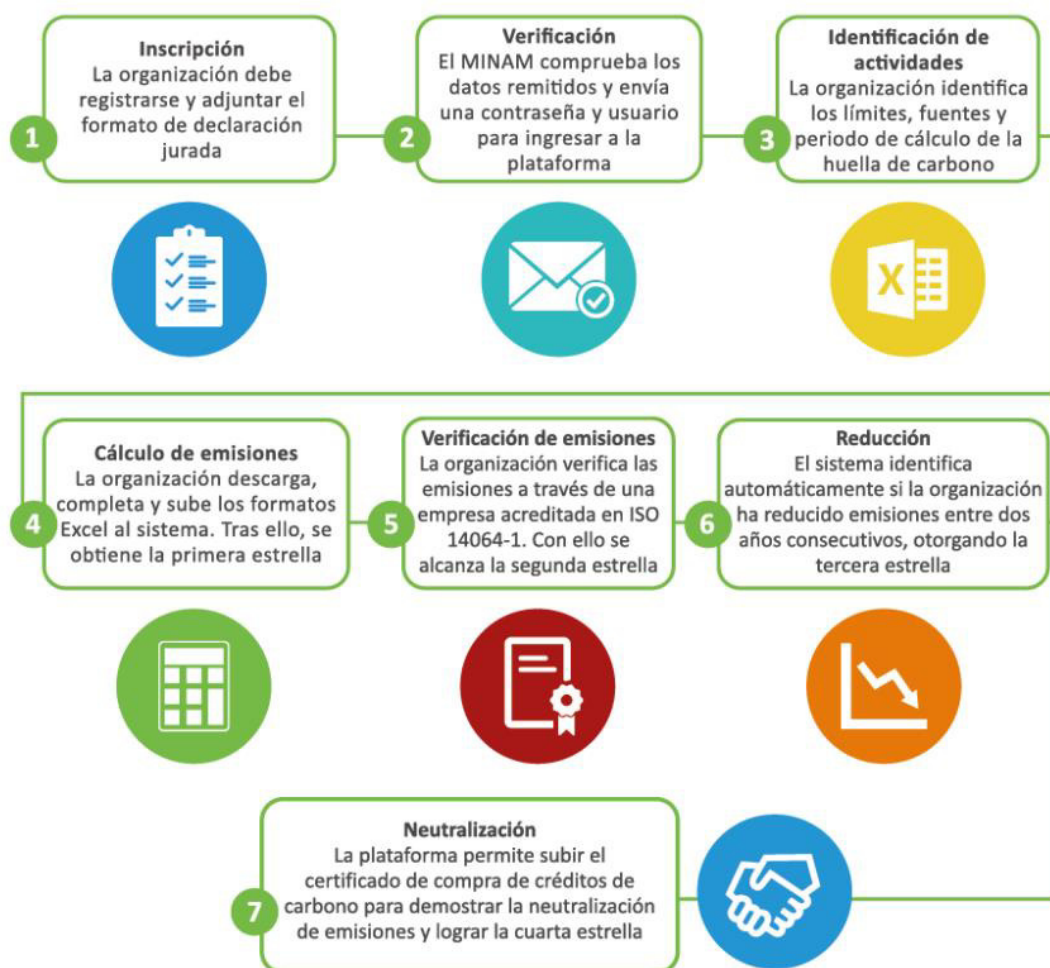 Inscripción
La organización debe
registrarse y adjuntar el
formato de declaración
jurada
1
Verificación
El MINAM comprueba los
datos remitidos y envía
una contraseña y usuario
para ingresar a la
plataforma
2
Identificación de
actividades
La organización identifica
los límites, fuentes y
periodo de cálculo de la
huella de carbono
3
X
Cálculo de emisiones
La organización descarga,
completa y sube los formatos
Excel al sistema. Tras ello, se
obtiene la primera estrella
4
Verificación de emisiones
La organización verifica las
emisiones a través de una
empresa acreditada en ISO
14064-1. Con ello se
alcanza la segunda estrella
5
Reducción
El sistema identifica
automáticamente si la organización
ha reducido emisiones entre dos
años consecutivos, otorgando la
tercera estrella
6
Neutralización
La plataforma permite subir el
certificado de compra de créditos de
carbono para demostrar la neutralización
de emisiones y lograr la cuarta estrella
7